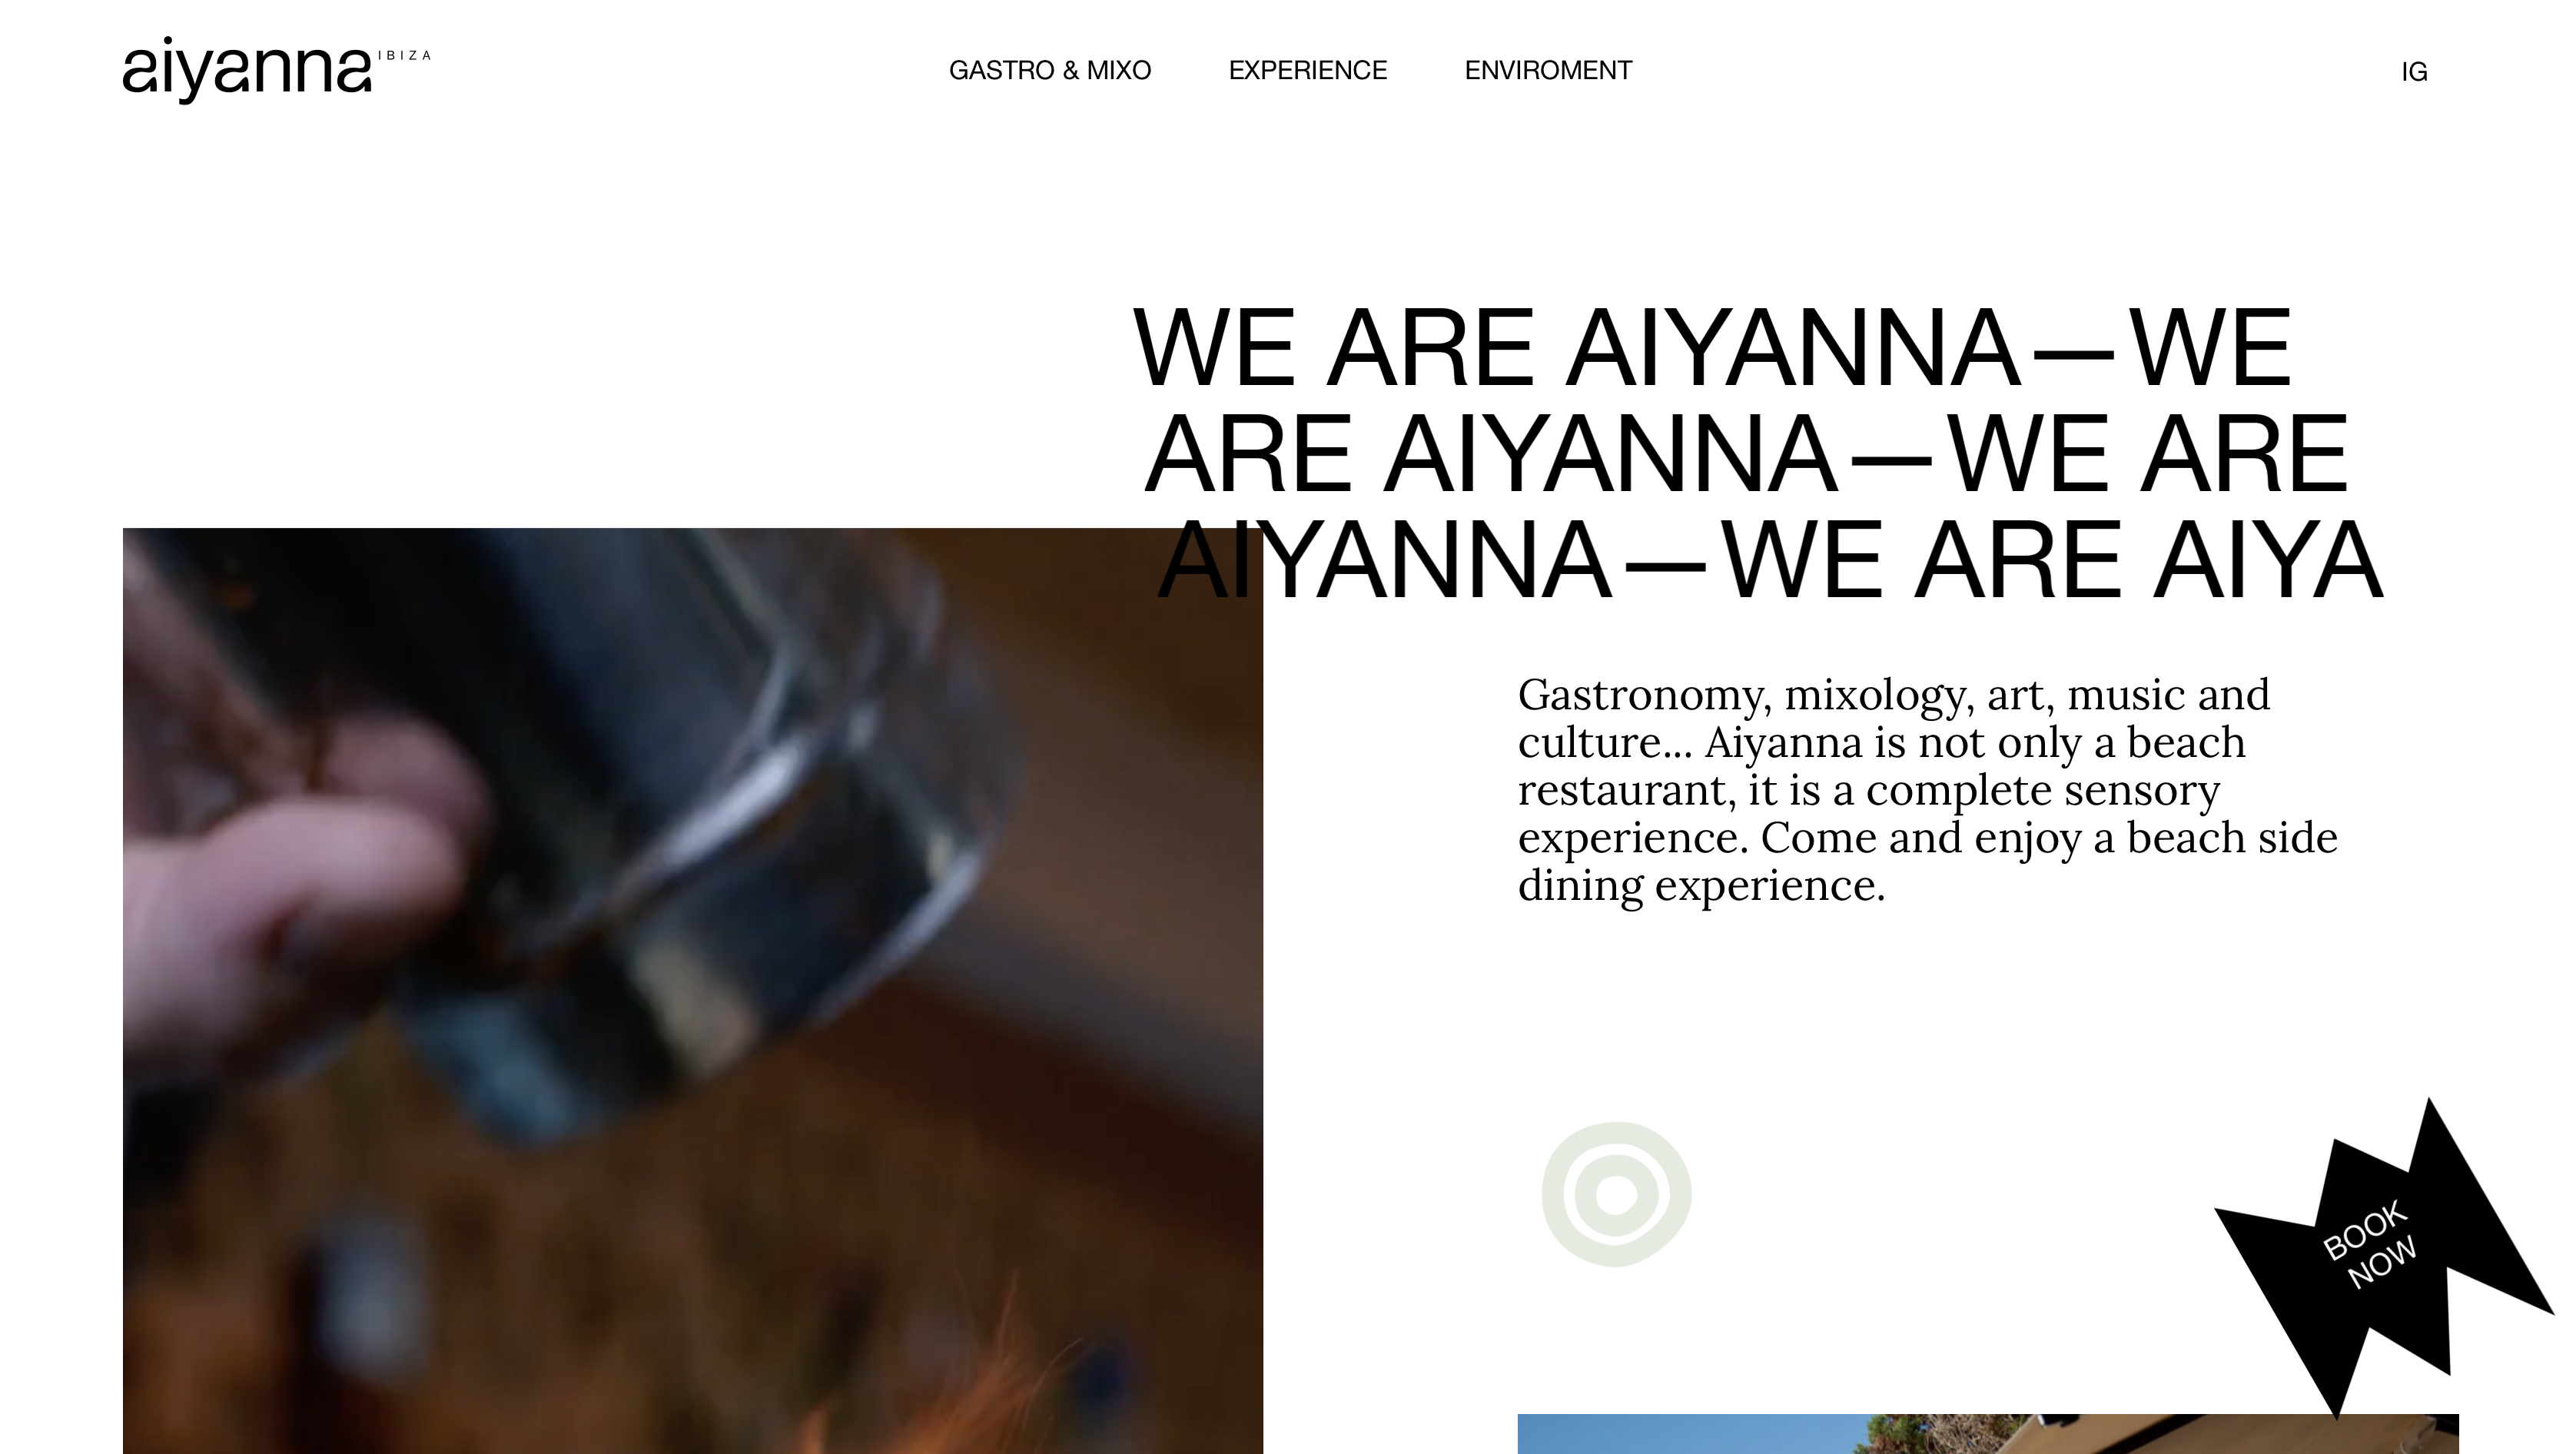 aiyanna IBIZA
GASTRO & MIXO
EXPERIENCE
ENVIROMENT
IG
WE ARE AIYANNA—WE
ARE AIYANNA—WE ARE
AIYANNA—WE ARE AIYA
Gastronomy, mixology, art, music and
culture... Aiyanna is not only a beach
restaurant, it is a complete sensory
experience. Come and enjoy a beach side
dining experience.
BOOK
NOW